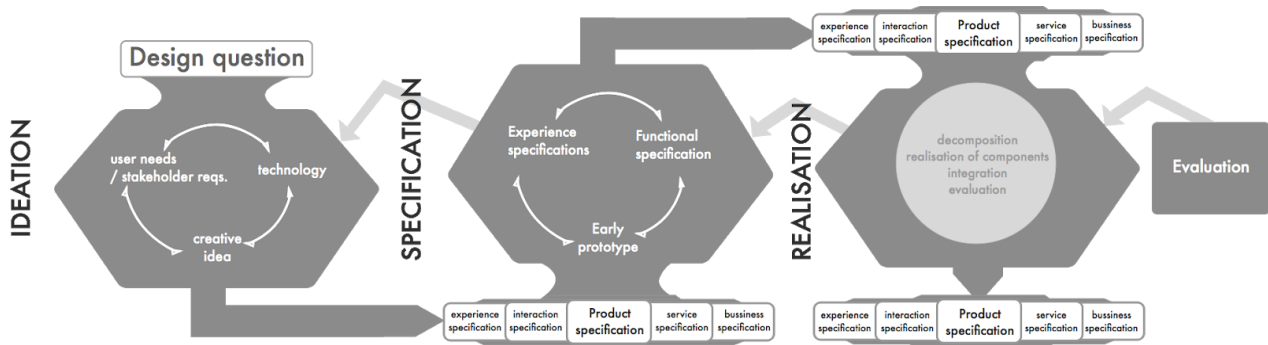 IDEATION
Design question
user needs
/ stakeholder reqs.
technology
creative
idea
SPECIFICATION
Experience
specifications
Functional
specification
Early
prototype
experience
specification
interaction
specification
Product
specification
service
specification
bussiness
specification
REALISATION
experience
specification
interaction
specification
Product
specification
service
specification
bussiness
specification
decomposition
realisation of components
integration
evaluation
experience
specification
interaction
specification
Product
specification
service
specification
bussiness
specification
Evaluation